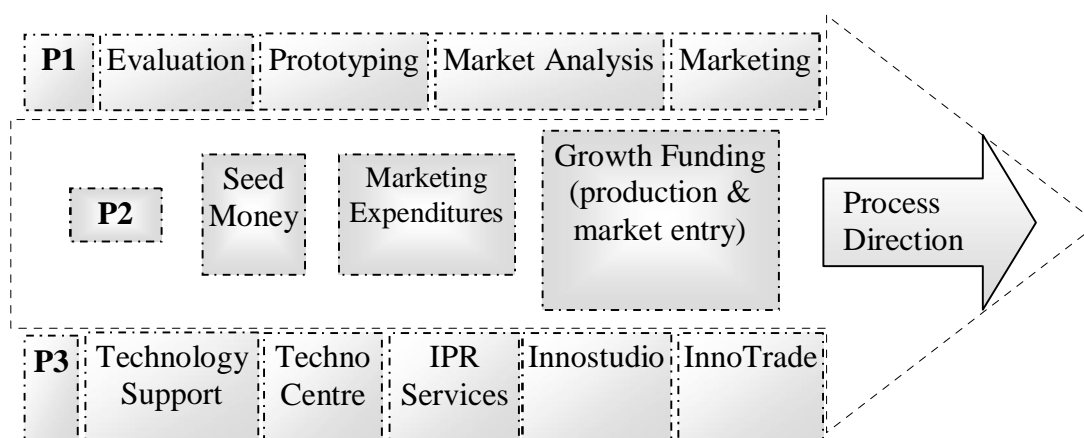 P1 Evaluation Prototyping Market Analysis Marketing
P2
Seed
Money
Marketing
Expenditures
Growth Funding
(production &
market entry)
Process
Direction
P3
Technology
Support
Techno
Centre
IPR
Services
Innostudio
InnoTrade